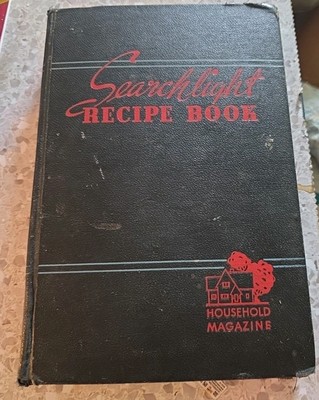 Searchlight
RECIPE BOOK
HOUSEHOLD
MAGAZINE